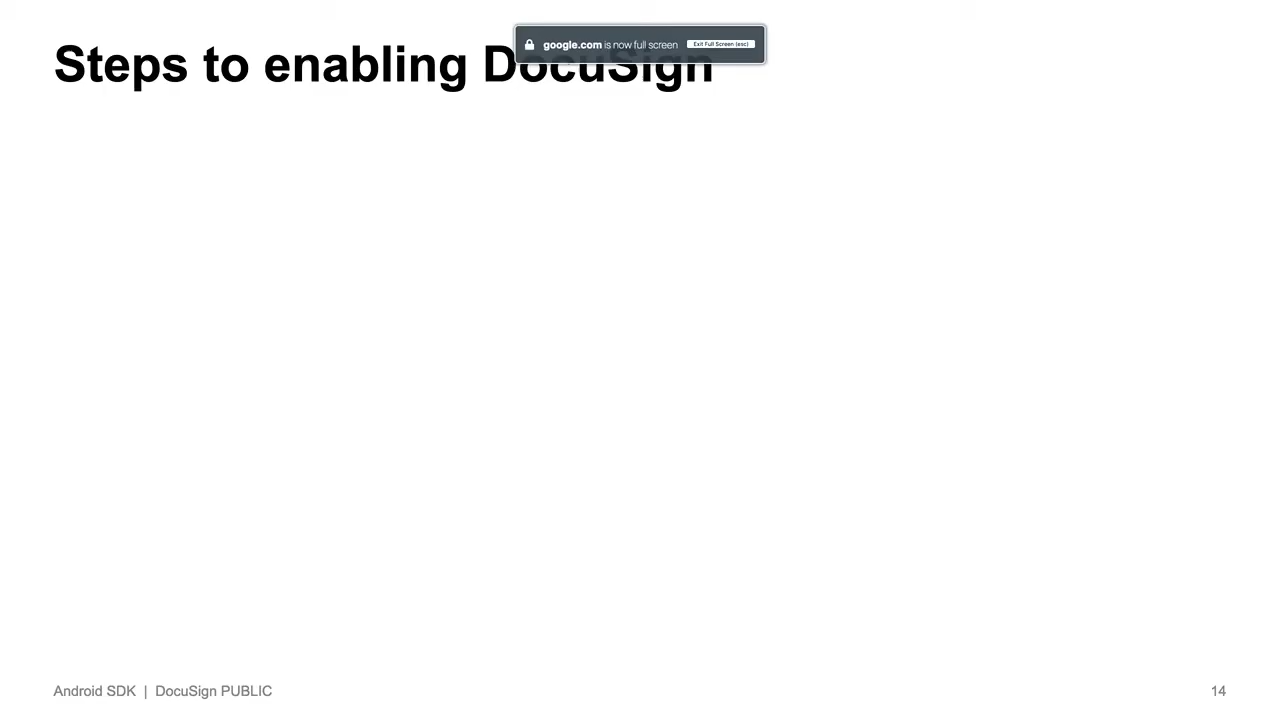 Steps to enabling DocuSign
google.com is now full screen Exit Full Screen (esc)
Android SDK | DocuSign PUBLIC
14